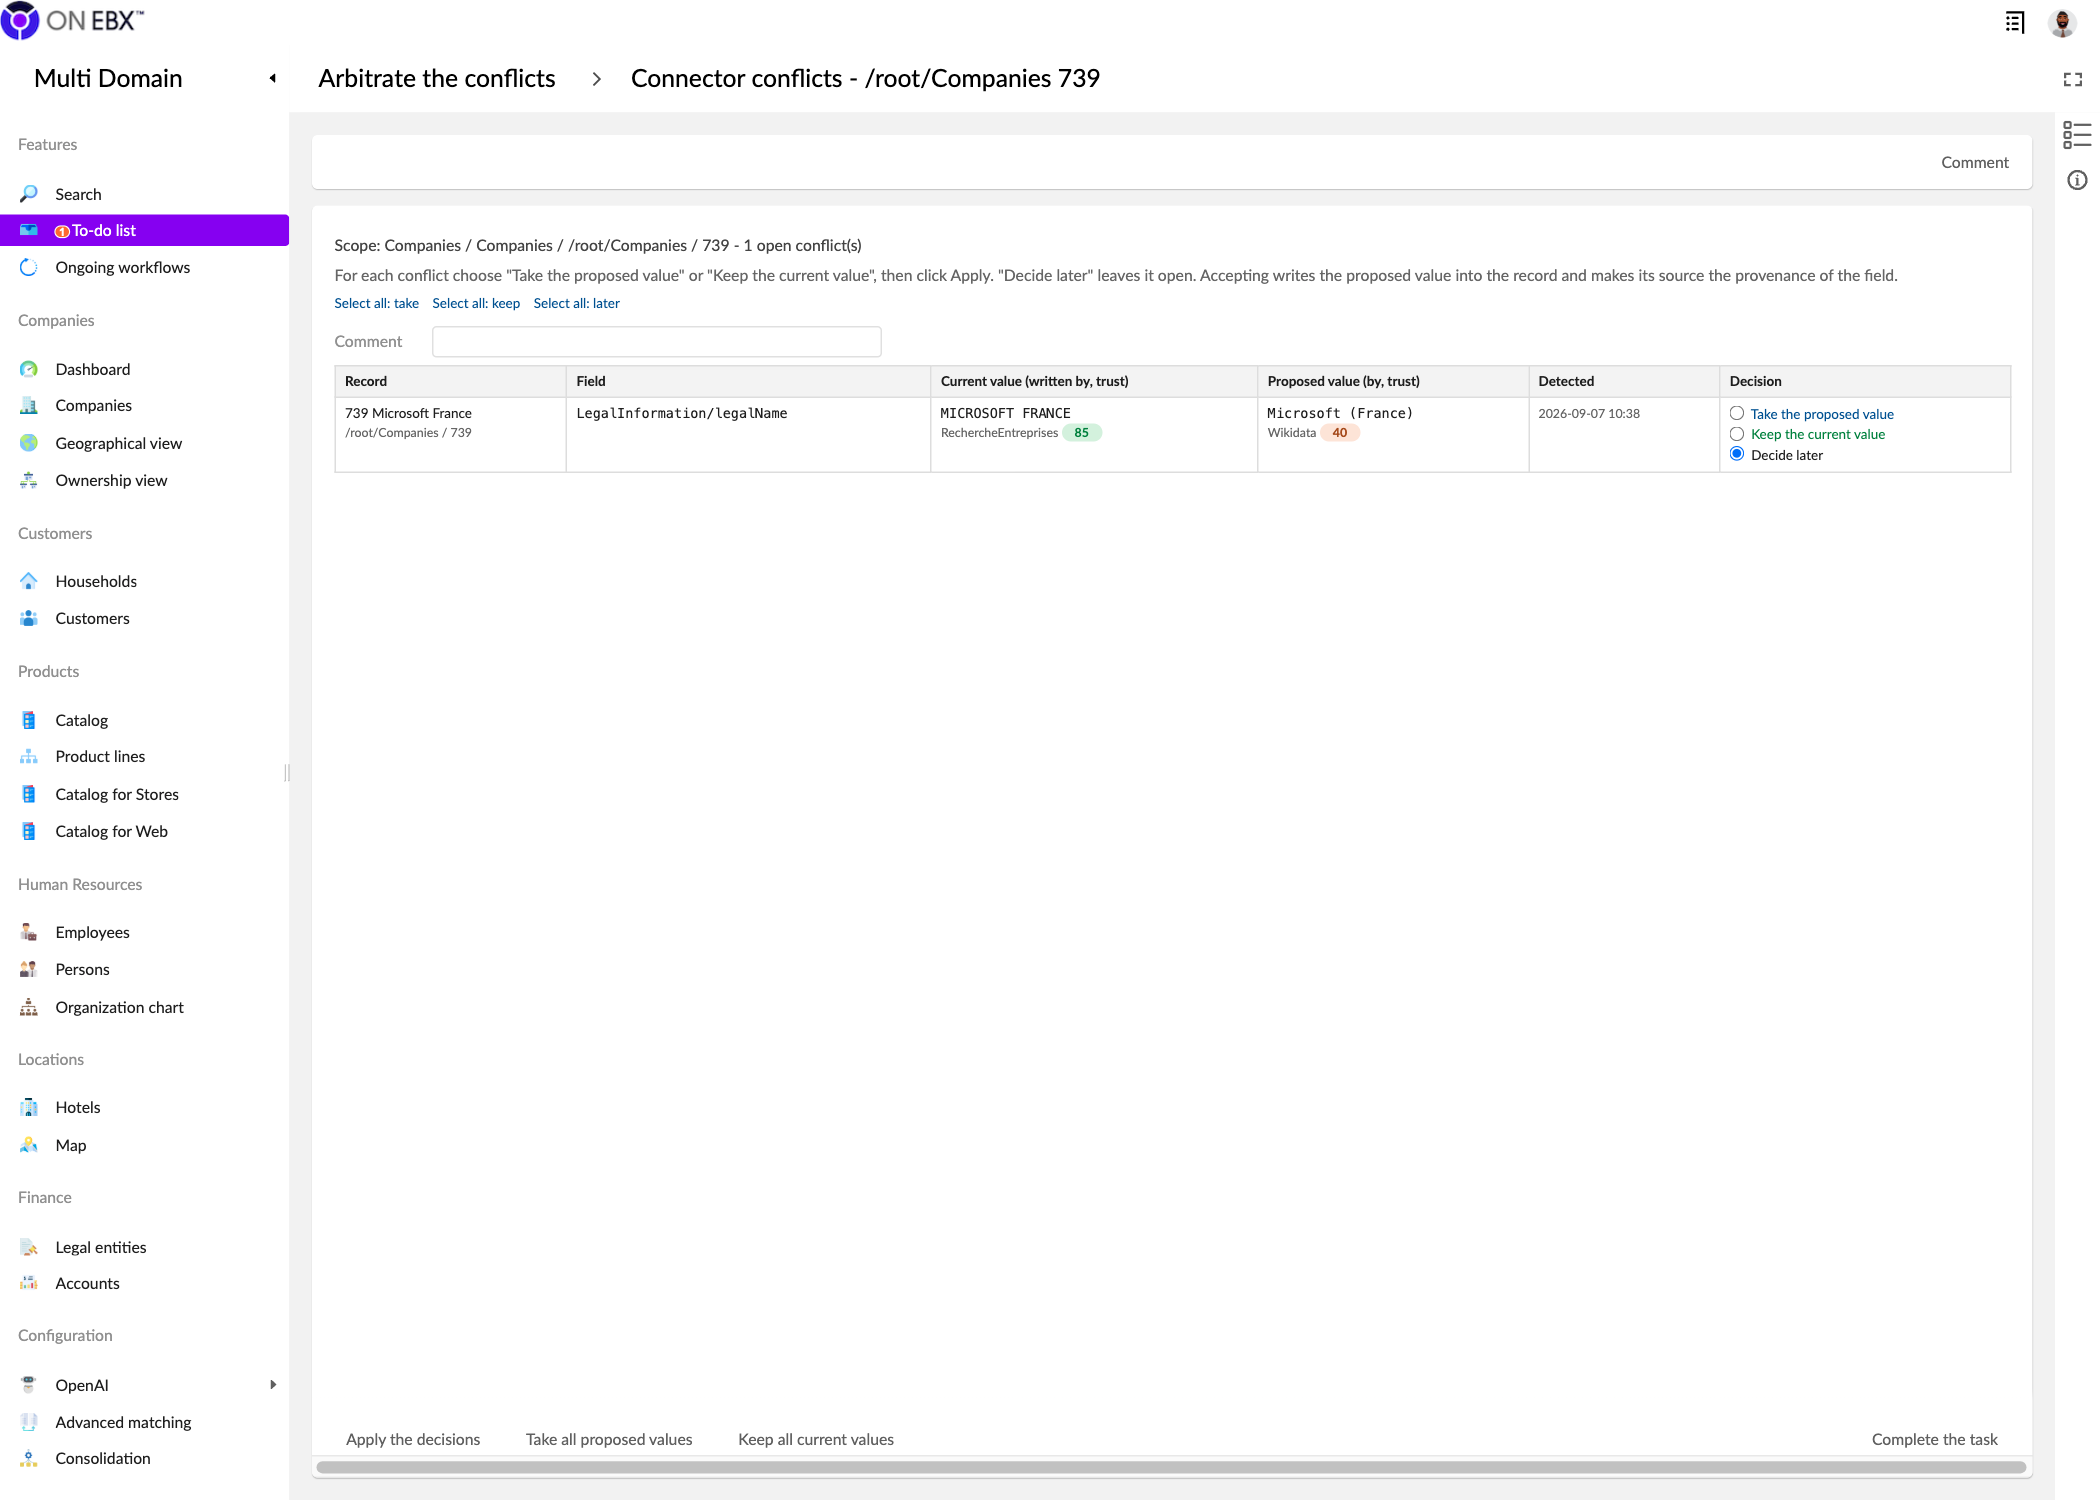 ON EBX™
Multi Domain
Arbitrate the conflicts > Connector conflicts - /root/Companies 739
Features
Search
1 To-do list
Ongoing workflows
Companies
Dashboard
Companies
Geographical view
Ownership view
Customers
Households
Customers
Products
Catalog
Product lines
Catalog for Stores
Catalog for Web
Human Resources
Employees
Persons
Organization chart
Locations
Hotels
Map
Finance
Legal entities
Accounts
Configuration
OpenAI
Advanced matching
Consolidation
Comment
Scope: Companies / Companies / /root/Companies / 739 - 1 open conflict(s)
For each conflict choose "Take the proposed value" or "Keep the current value", then click Apply. "Decide later" leaves it open. Accepting writes the proposed value into the record and makes its source the provenance of the field.
Select all: take Select all: keep Select all: later
Comment
Record Field Current value (written by, trust) Proposed value (by, trust) Detected Decision
739 Microsoft France LegalInformation/legalName MICROSOFT FRANCE Microsoft (France) 2026-09-07 10:38 Take the proposed value
/root/Companies / 739 RechercheEntreprises 85 Wikidata 40 Keep the current value
Decide later
Apply the decisions Take all proposed values Keep all current values Complete the task